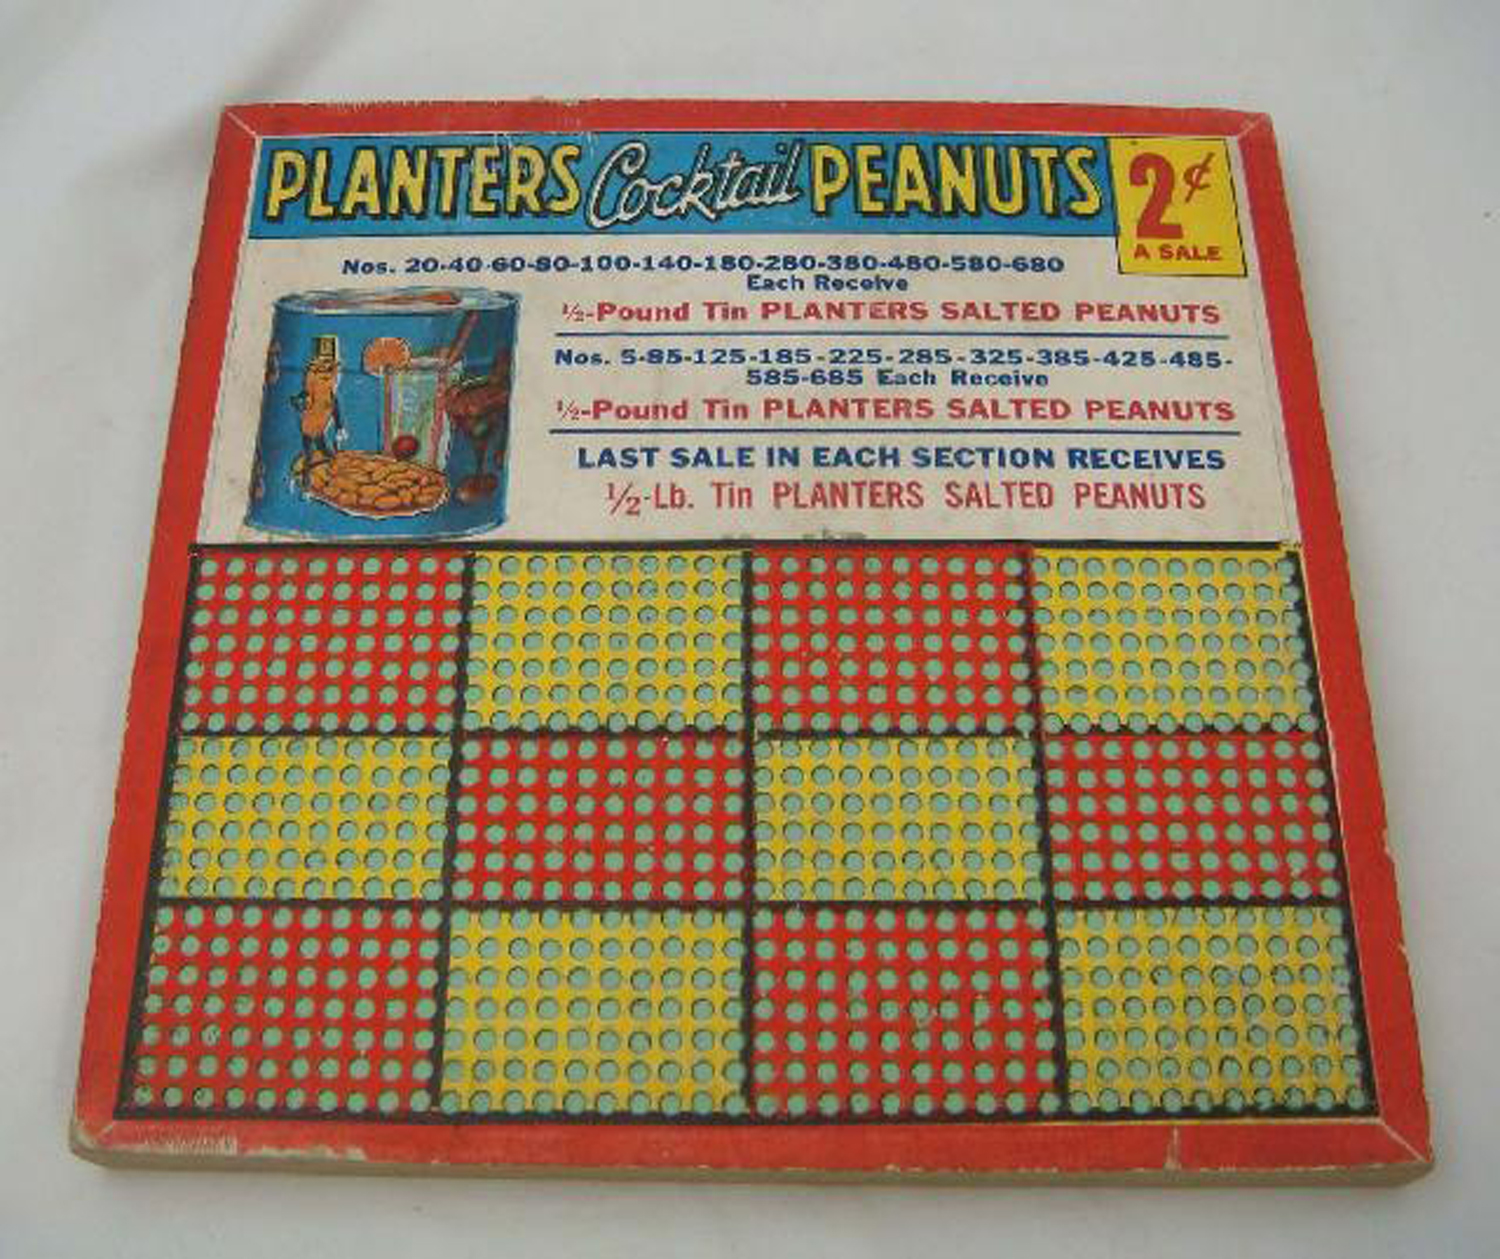 PLANTERS Cocktail PEANUTS
2¢
A SALE
Nos. 20-40-60-80-100-140-180-280-380-480-580-680
Each Receive
½-Pound Tin PLANTERS SALTED PEANUTS
Nos. 5-85-125-185-225-285-325-385-425-485-
585-685 Each Receive
½-Pound Tin PLANTERS SALTED PEANUTS
LAST SALE IN EACH SECTION RECEIVES
½-Lb. Tin PLANTERS SALTED PEANUTS